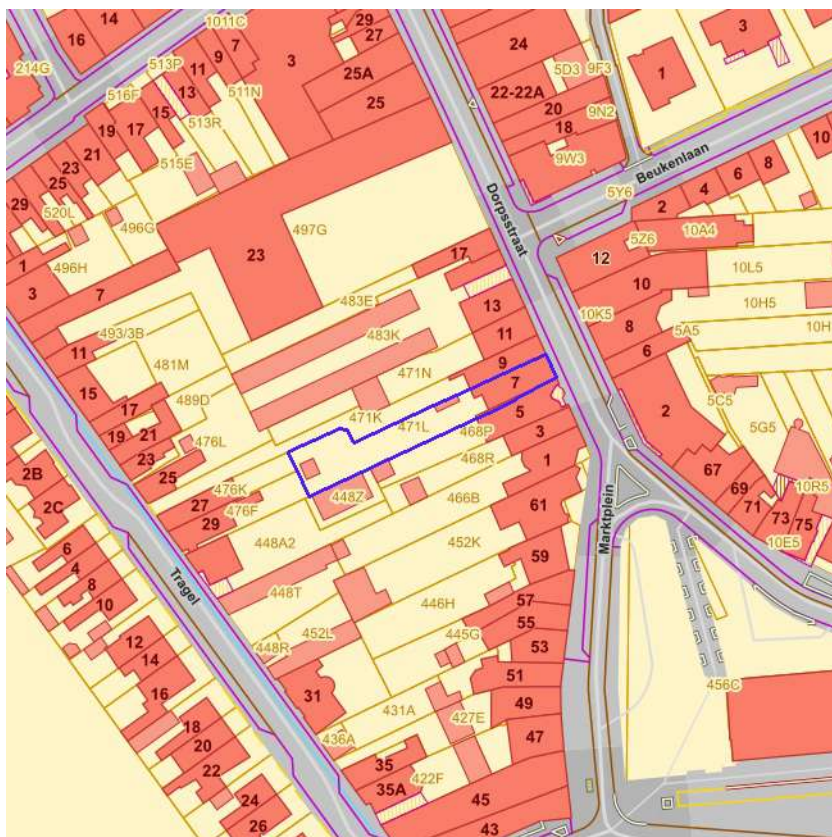 16
14
1011C
29
27
214G
513P
11
9
7
3
24
5D3
9F3
1
3
516F
13
511N
25A
22-22A
25
20
9N2
19
17
15
513R
18
9W3
10
21
23
515E
Beukenlaan
8
25
6
29
520L
5Y6
4
2
496G
497G
Dorpsstraat
5Z6
10A4
1
496H
23
17
12
10L5
3
7
483E
10
10H5
13
10K5
493/3B
483K
11
8
5A5
10H
11
481M
471N
9
6
15
489D
7
5C5
17
471K
471L
5
2
5G5
19
21
476L
468P
3
23
468R
1
67
2B
25
476K
448Z
69
10R5
27
476F
466B
61
71
2C
29
73
75
448A2
452K
Marktplein
10E5
6
59
4
Tragel
8
448T
446H
57
10
55
452L
445G
53
12
448R
14
51
456C
31
16
431A
49
18
427E
20
436A
47
22
35
422F
24
35A
45
26
43